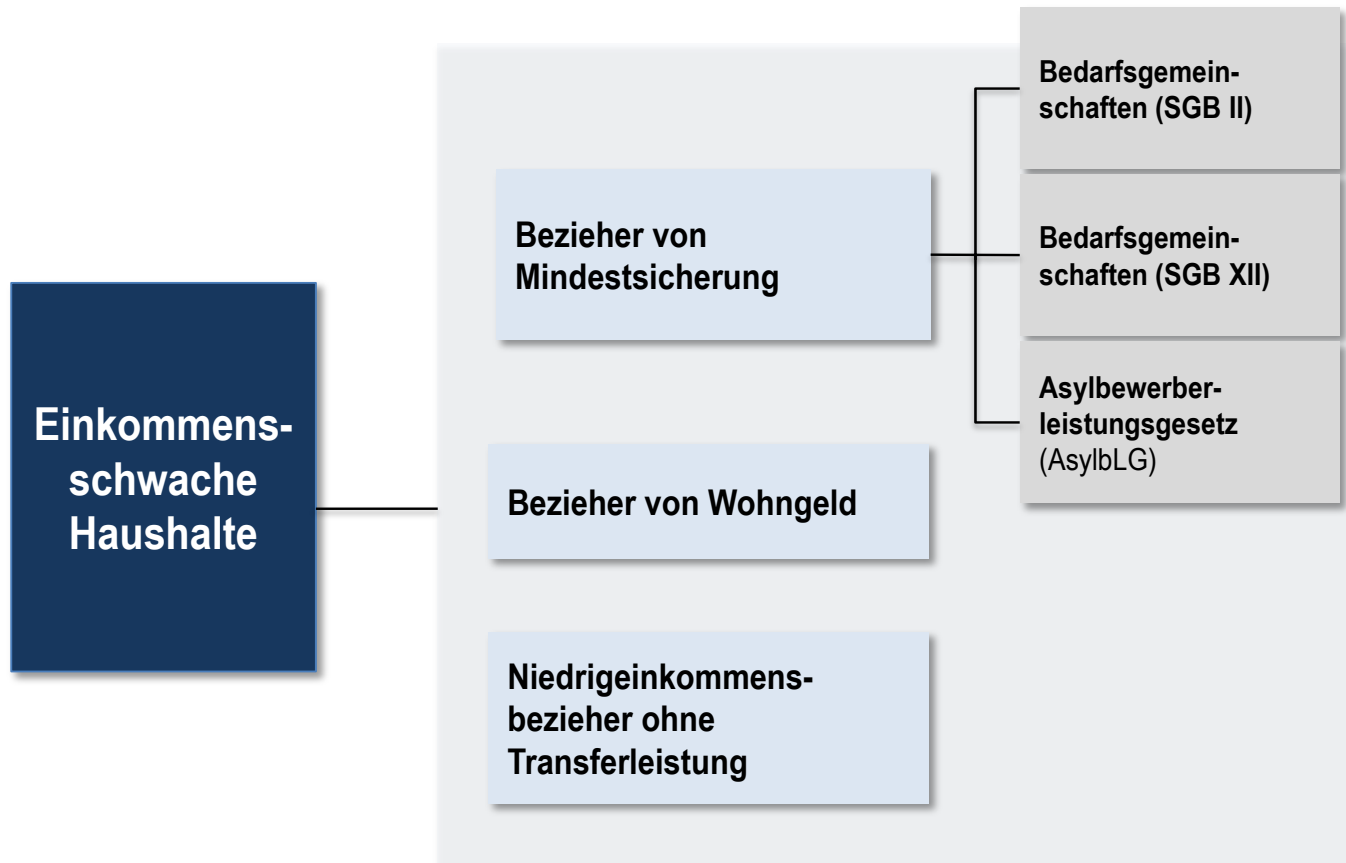 Einkommens-
schwache
Haushalte
Bezieher von
Mindestsicherung
Bedarfsgemein-
schaften (SGB II)
Bedarfsgemein-
schaften (SGB XII)
Asylbewerber-
leistungsgesetz
(AsylbLG)
Bezieher von Wohngeld
Niedrigeinkommens-
bezieher ohne
Transferleistung